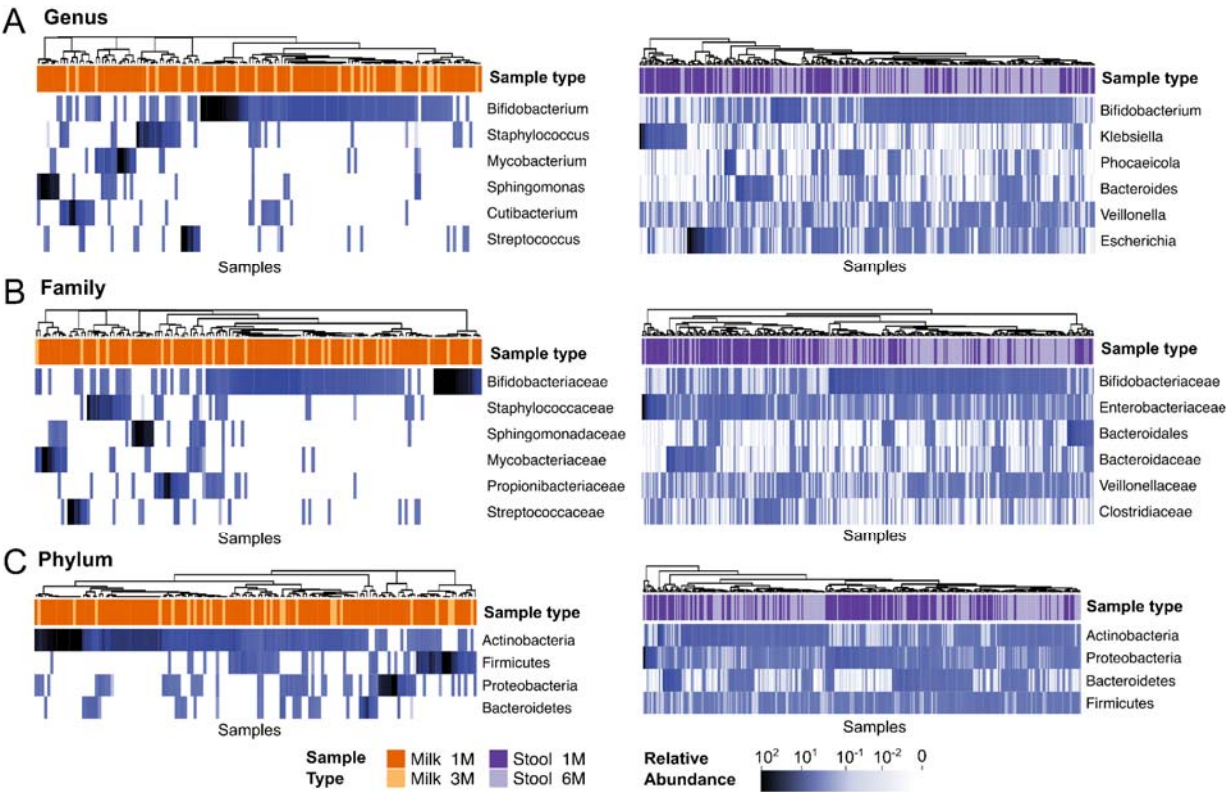 A Genus
Sample type
Bifidobacterium
Staphylococcus
Mycobacterium
Sphingomonas
Cutibacterium
Streptococcus
Samples
Sample type
Bifidobacterium
Klebsiella
Phocaeicola
Bacteroides
Veillonella
Escherichia
Samples
B Family
Sample type
Bifidobacteriaceae
Staphylococcaceae
Sphingomonadaceae
Mycobacteriaceae
Propionibacteriaceae
Streptococcaceae
Samples
Sample type
Bifidobacteriaceae
Enterobacteriaceae
Bacteroidales
Bacteroidaceae
Veillonellaceae
Clostridiaceae
Samples
C Phylum
Sample type
Actinobacteria
Firmicutes
Proteobacteria
Bacteroidetes
Samples
Sample type
Actinobacteria
Proteobacteria
Bacteroidetes
Firmicutes
Samples
Sample Type
Milk 1M
Milk 3M
Stool 1M
Stool 6M
Relative Abundance
10² 10¹ 10⁻¹ 10⁻² 0